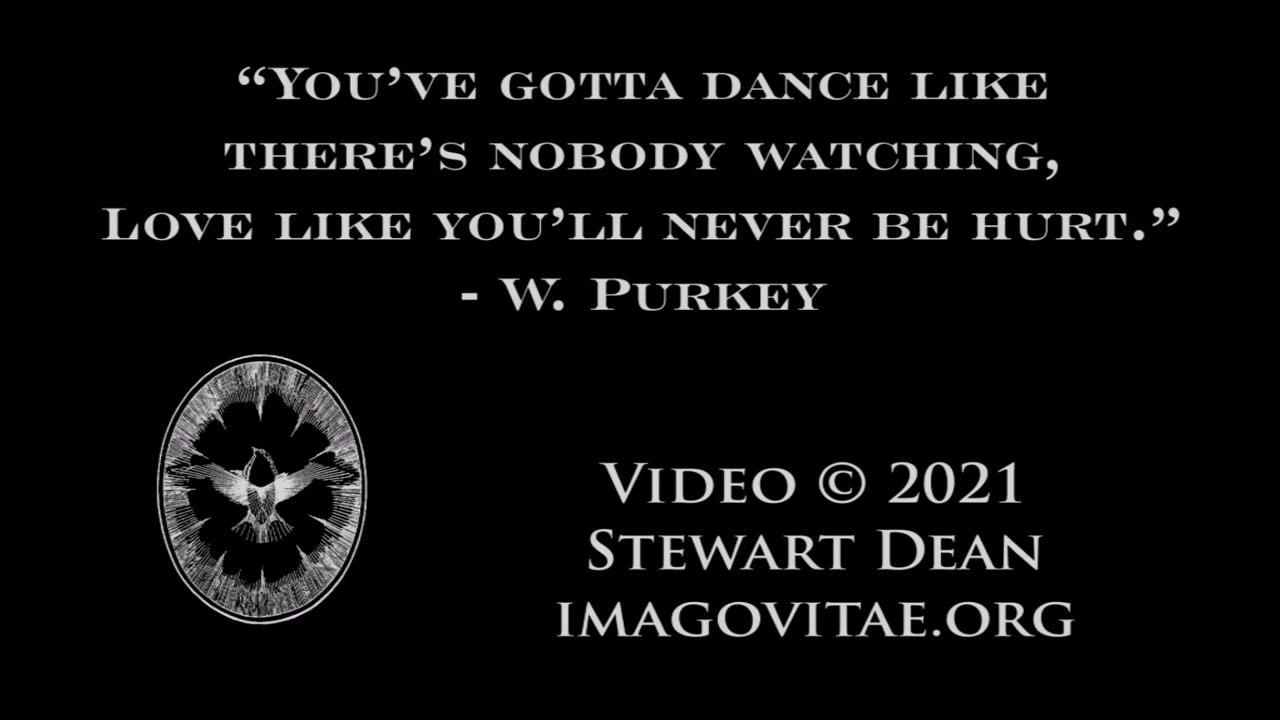 “You’ve gotta dance like
there’s nobody watching,
Love like you’ll never be hurt.”
- W. Purkey
Video © 2021
Stewart Dean
imagovitae.org